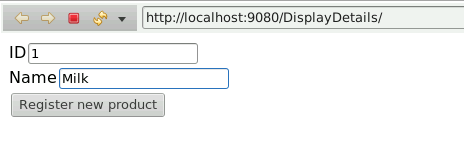 http://localhost:9080/DisplayDetails/
ID 1
Name Milk
Register new product